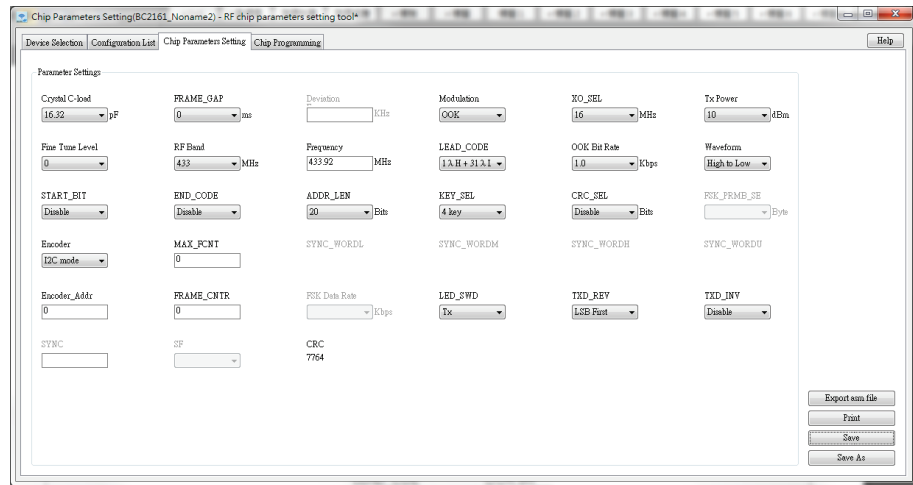 Chip Parameters Setting(BC2161_Noname2) - RF chip parameters setting tool*
Device Selection Configuration List Chip Parameters Setting Chip Programming Help
Parameter Settings
Crystal C-load FRAME_GAP Deviation Modulation XO_SEL Tx Power
16.32 pF 0 ms KHz OOK 16 MHz 10 dBm
Fine Tune Level RF Band Frequency LEAD_CODE OOK Bit Rate Waveform
0 433 MHz 433.92 MHz 1 λ H + 31 λ L 1.0 Kbps High to Low
START_BIT END_CODE ADDR_LEN KEY_SEL CRC_SEL FSK_PRMB_SE
Disable Disable 20 Bits 4 key Disable Bits Byte
Encoder MAX_FCNT SYNC_WORDL SYNC_WORDM SYNC_WORDH SYNC_WORDU
I2C mode 0
Encoder_Addr FRAME_CNTR FSK Data Rate LED_SWD TXD_REV TXD_INV
0 0 Kbps Tx LSB First Disable
SYNC SF CRC
7764
Export asm file
Print
Save
Save As